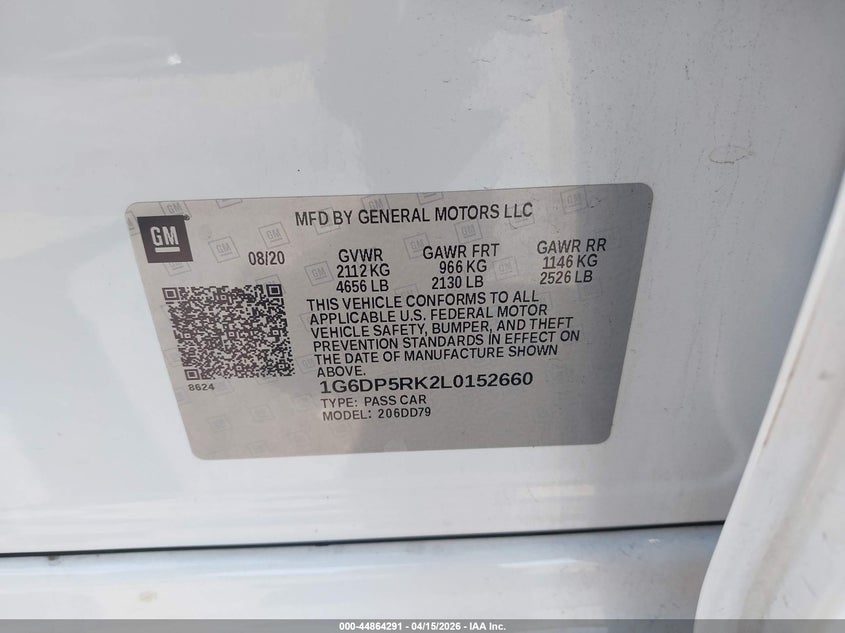 GM
MFD BY GENERAL MOTORS LLC
08/20 GVWR GAWR FRT GAWR RR
2112 KG 966 KG 1146 KG
4656 LB 2130 LB 2526 LB
THIS VEHICLE CONFORMS TO ALL
APPLICABLE U.S. FEDERAL MOTOR
VEHICLE SAFETY, BUMPER, AND THEFT
PREVENTION STANDARDS IN EFFECT ON
THE DATE OF MANUFACTURE SHOWN
ABOVE.
8624
1G6DP5RK2L0152660
TYPE: PASS CAR
MODEL: 206DD79
000-44864291 - 04/15/2026 - IAA Inc.